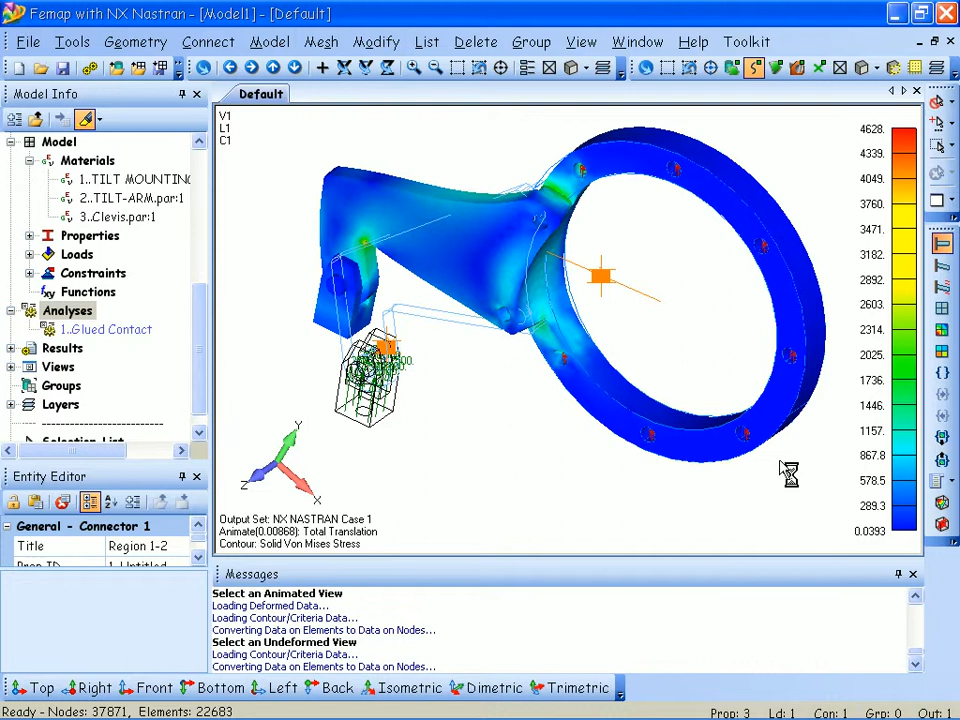 Femap with NX Nastran - [Model1] - [Default]
File Tools Geometry Connect Model Mesh Modify List Delete Group View Window Help Toolkit
Model Info
Default
Model
Materials
1..TILT MOUNTING
2..TILT-ARM.par:1
3..Clevis.par:1
Properties
Loads
Constraints
Functions
Analyses
1..Glued Contact
Results
Views
Groups
Layers
Selection List
Entity Editor
General - Connector 1
Title Region 1-2
Prop ID 1..Untitled
V1
L1
C1
Y
Z
X
4628.
4339.
4049.
3760.
3471.
3182.
2892.
2603.
2314.
2025.
1736.
1446.
1157.
867.8
578.5
289.3
0.0393
Output Set: NX NASTRAN Case 1
Animate(0.00868): Total Translation
Contour: Solid Von Mises Stress
Messages
Select an Animated View
Loading Deformed Data...
Loading Contour/Criteria Data...
Converting Data on Elements to Data on Nodes...
Select an Undeformed View
Loading Contour/Criteria Data...
Converting Data on Elements to Data on Nodes...
Top Right Front Bottom Left Back Isometric Dimetric Trimetric
Ready - Nodes: 37871, Elements: 22683
Prop: 3 Ld: 1 Con: 1 Grp: 0 Out: 1